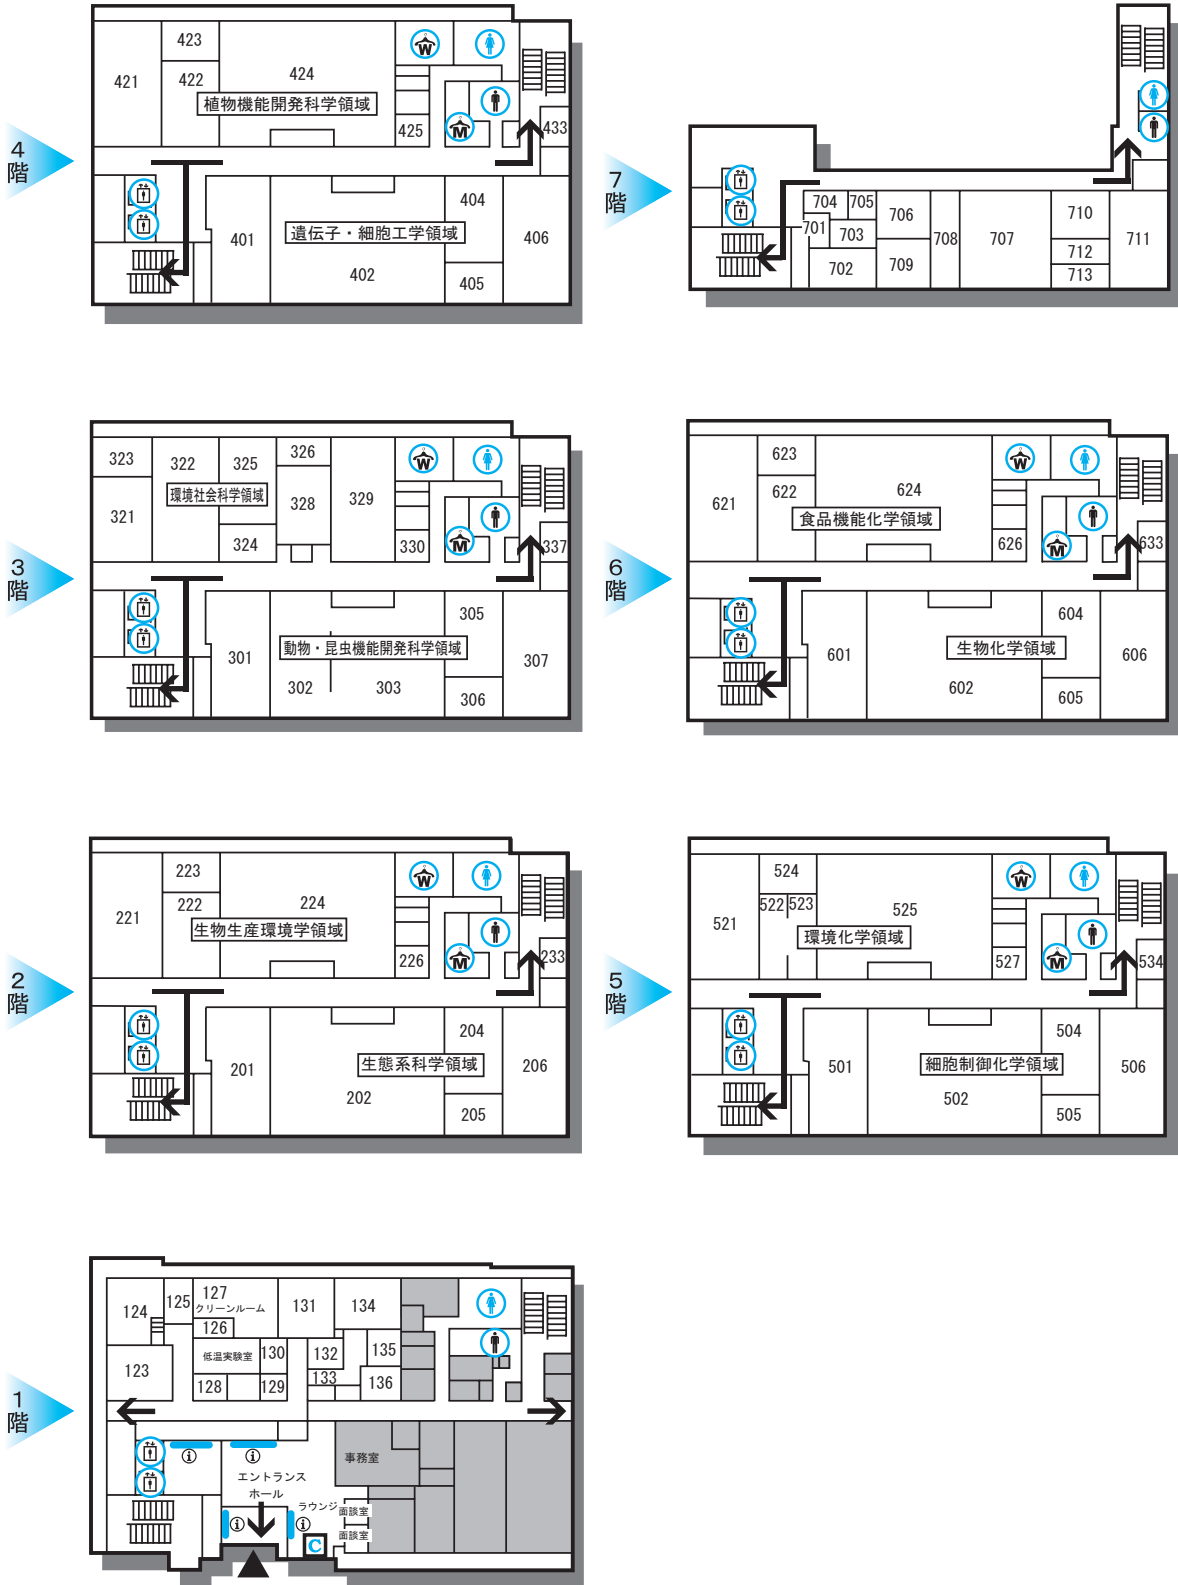 4
階
423
421
422
424
植物機能開発科学領域
W
M
425
433
401
遺伝子・細胞工学領域
402
404
405
406
7
階
704
705
701
703
702
706
709
708
707
710
712
713
711
3
階
323
322
325
326
321
環境社会科学領域
324
328
329
330
W
M
337
301
動物・昆虫機能開発科学領域
302
303
305
306
307
6
階
623
621
622
624
食品機能化学領域
626
W
M
633
601
生物化学領域
602
604
605
606
2
階
223
221
222
224
生物生産環境学領域
226
W
M
233
201
生態系科学領域
202
204
205
206
5
階
524
521
522
523
525
環境化学領域
527
W
M
534
501
細胞制御化学領域
502
504
505
506
1
階
124
125
127
クリーンルーム
126
131
134
123
低温実験室
130
132
135
128
129
133
136
事務室
i
i
エントランス
ホール
ラウンジ
面談室
面談室
i
i
C